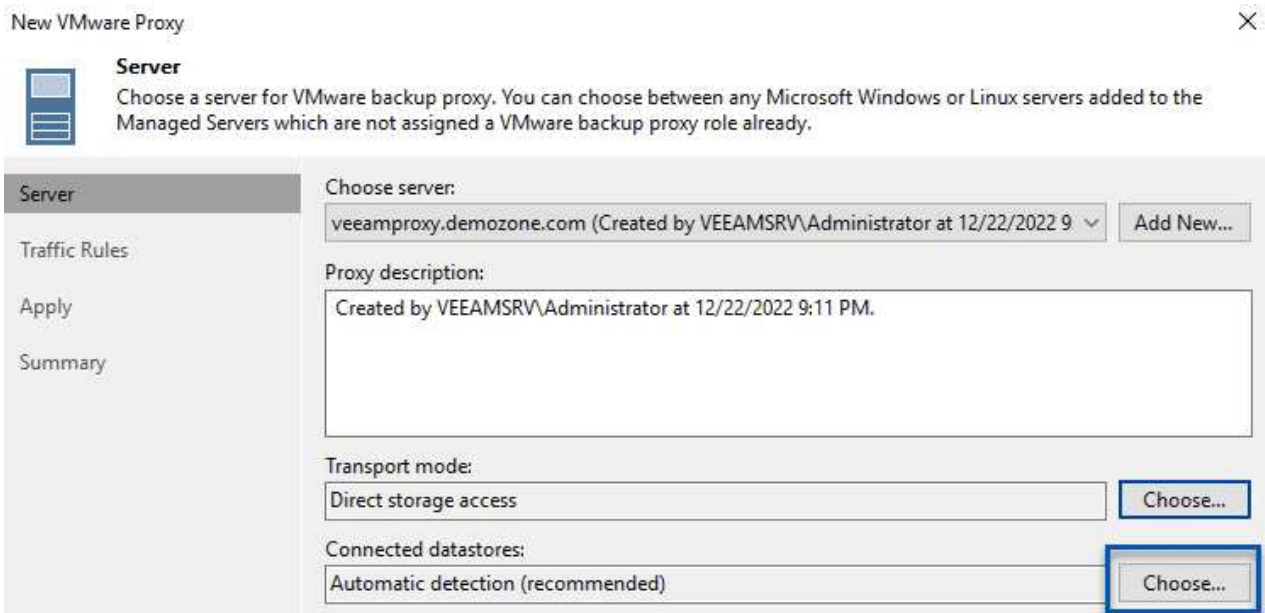 New VMware Proxy
Server
Choose a server for VMware backup proxy. You can choose between any Microsoft Windows or Linux servers added to the
Managed Servers which are not assigned a VMware backup proxy role already.
Server
Traffic Rules
Apply
Summary
Choose server:
veeamproxy.demozone.com (Created by VEEAMSRV\Administrator at 12/22/2022 9
Add New...
Proxy description:
Created by VEEAMSRV\Administrator at 12/22/2022 9:11 PM.
Transport mode:
Direct storage access
Choose...
Connected datastores:
Automatic detection (recommended)
Choose...